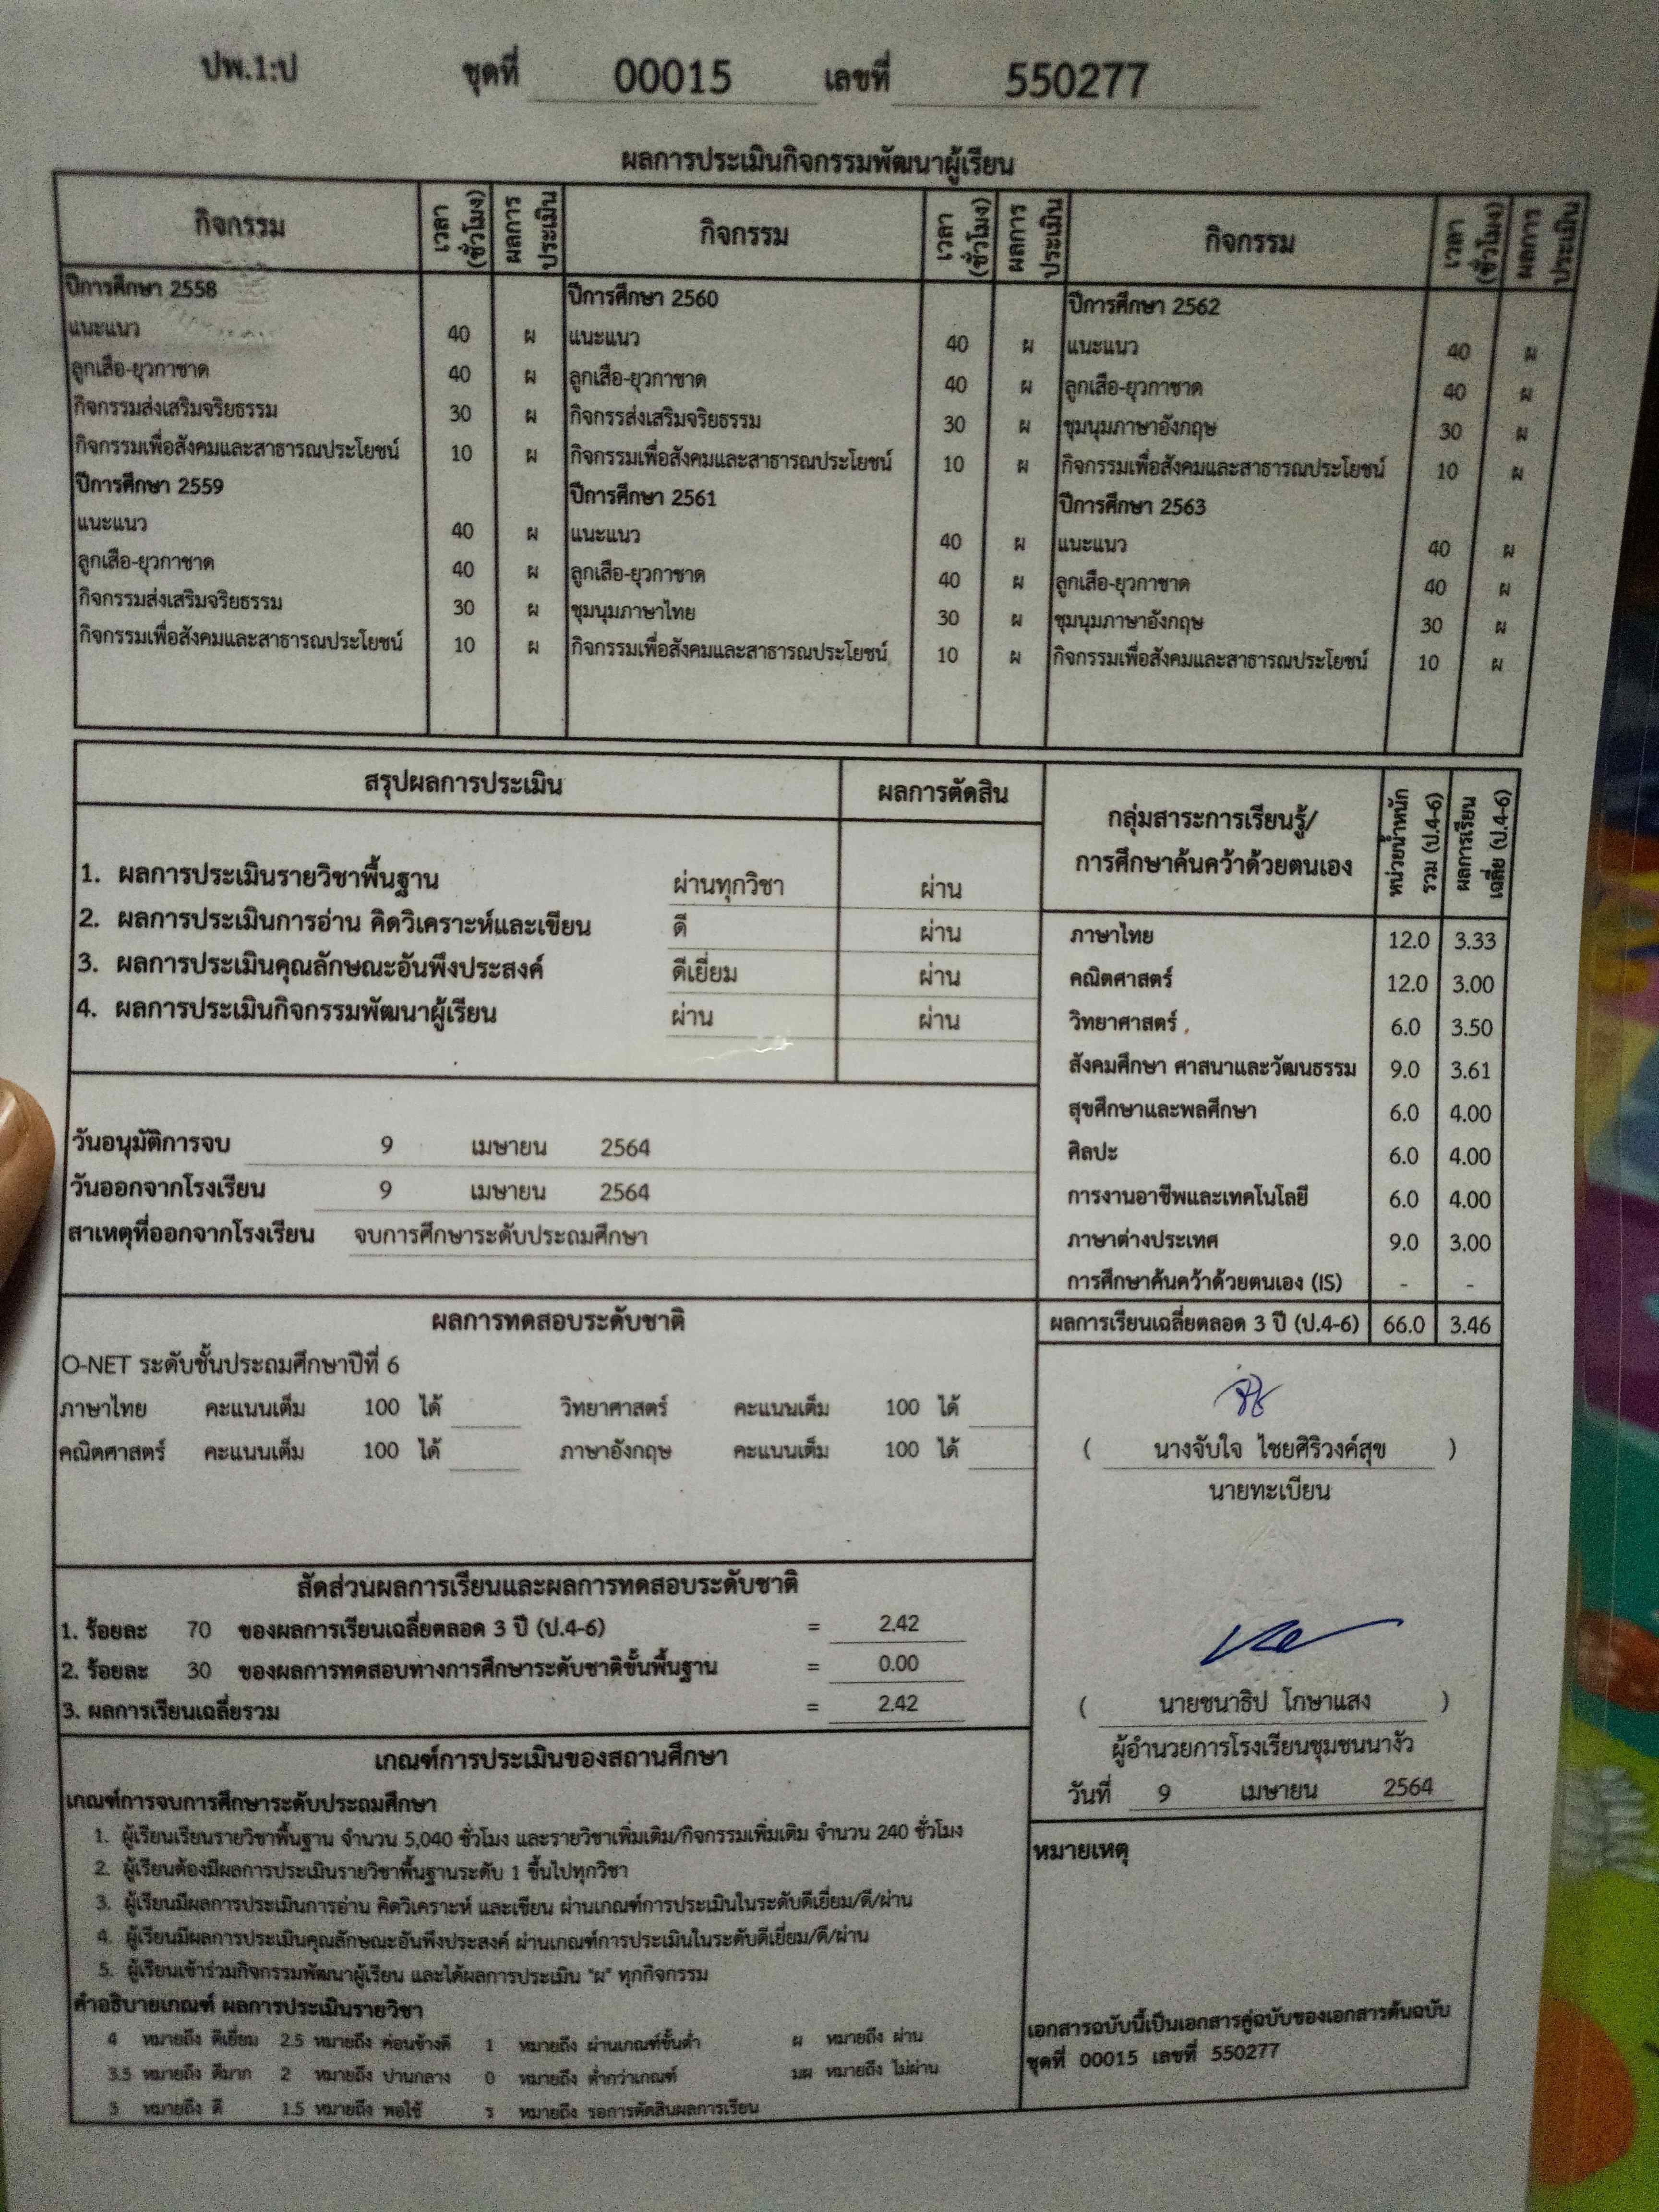 ปพ.1:ป ชุดที่ 00015 เลขที่ 550277
ผลการประเมินกิจกรรมพัฒนาผู้เรียน
กิจกรรม เวลา (ชั่วโมง) ผลการประเมิน กิจกรรม เวลา (ชั่วโมง) ผลการประเมิน กิจกรรม เวลา (ชั่วโมง) ผลการประเมิน
ปีการศึกษา 2558 ปีการศึกษา 2560 ปีการศึกษา 2562
แนะแนว 40 ผ แนะแนว 40 ผ แนะแนว 40 ผ
ลูกเสือ-ยุวกาชาด 40 ผ ลูกเสือ-ยุวกาชาด 40 ผ ลูกเสือ-ยุวกาชาด 40 ผ
กิจกรรมส่งเสริมจริยธรรม 30 ผ กิจกรรส่งเสริมจริยธรรม 30 ผ ชุมนุมภาษาอังกฤษ 30 ผ
กิจกรรมเพื่อสังคมและสาธารณประโยชน์ 10 ผ กิจกรรมเพื่อสังคมและสาธารณประโยชน์ 10 ผ กิจกรรมเพื่อสังคมและสาธารณประโยชน์ 10 ผ
ปีการศึกษา 2559 ปีการศึกษา 2561 ปีการศึกษา 2563
แนะแนว 40 ผ แนะแนว 40 ผ แนะแนว 40 ผ
ลูกเสือ-ยุวกาชาด 40 ผ ลูกเสือ-ยุวกาชาด 40 ผ ลูกเสือ-ยุวกาชาด 40 ผ
กิจกรรมส่งเสริมจริยธรรม 30 ผ ชุมนุมภาษาไทย 30 ผ ชุมนุมภาษาอังกฤษ 30 ผ
กิจกรรมเพื่อสังคมและสาธารณประโยชน์ 10 ผ กิจกรรมเพื่อสังคมและสาธารณประโยชน์ 10 ผ กิจกรรมเพื่อสังคมและสาธารณประโยชน์ 10 ผ
สรุปผลการประเมิน ผลการตัดสิน
1. ผลการประเมินรายวิชาพื้นฐาน ผ่านทุกวิชา ผ่าน
2. ผลการประเมินการอ่าน คิดวิเคราะห์และเขียน ดี ผ่าน
3. ผลการประเมินคุณลักษณะอันพึงประสงค์ ดีเยี่ยม ผ่าน
4. ผลการประเมินกิจกรรมพัฒนาผู้เรียน ผ่าน ผ่าน
วันอนุมัติการจบ 9 เมษายน 2564
วันออกจากโรงเรียน 9 เมษายน 2564
สาเหตุที่ออกจากโรงเรียน จบการศึกษาระดับประถมศึกษา
ผลการทดสอบระดับชาติ
O-NET ระดับชั้นประถมศึกษาปีที่ 6
ภาษาไทย คะแนนเต็ม 100 ได้ วิทยาศาสตร์ คะแนนเต็ม 100 ได้
คณิตศาสตร์ คะแนนเต็ม 100 ได้ ภาษาอังกฤษ คะแนนเต็ม 100 ได้
สัดส่วนผลการเรียนและผลการทดสอบระดับชาติ
1. ร้อยละ 70 ของผลการเรียนเฉลี่ยตลอด 3 ปี (ป.4-6) = 2.42
2. ร้อยละ 30 ของผลการทดสอบทางการศึกษาระดับชาติขั้นพื้นฐาน = 0.00
3. ผลการเรียนเฉลี่ยรวม = 2.42
เกณฑ์การประเมินของสถานศึกษา
เกณฑ์การจบการศึกษาระดับประถมศึกษา
1. ผู้เรียนเรียนรายวิชาพื้นฐาน จำนวน 5,040 ชั่วโมง และรายวิชาเพิ่มเติม/กิจกรรมเพิ่มเติม จำนวน 240 ชั่วโมง
2. ผู้เรียนต้องมีผลการประเมินรายวิชาพื้นฐานระดับ 1 ขึ้นไปทุกวิชา
3. ผู้เรียนมีผลการประเมินการอ่าน คิดวิเคราะห์ และเขียน ผ่านเกณฑ์การประเมินในระดับดีเยี่ยม/ดี/ผ่าน
4. ผู้เรียนมีผลการประเมินคุณลักษณะอันพึงประสงค์ ผ่านเกณฑ์การประเมินในระดับดีเยี่ยม/ดี/ผ่าน
5. ผู้เรียนเข้าร่วมกิจกรรมพัฒนาผู้เรียน และได้ผลการประเมิน "ผ" ทุกกิจกรรม
คำอธิบายเกณฑ์ ผลการประเมินรายวิชา
4 หมายถึง ดีเยี่ยม 2.5 หมายถึง ค่อนข้างดี 1 หมายถึง ผ่านเกณฑ์ขั้นต่ำ ผ หมายถึง ผ่าน
3.5 หมายถึง ดีมาก 2 หมายถึง ปานกลาง 0 หมายถึง ต่ำกว่าเกณฑ์ มผ หมายถึง ไม่ผ่าน
3 หมายถึง ดี 1.5 หมายถึง พอใช้ ร หมายถึง รอการตัดสินผลการเรียน
กลุ่มสาระการเรียนรู้/
การศึกษาค้นคว้าด้วยตนเอง หน่วยน้ำหนักรวม (ป.4-6) ผลการเรียนเฉลี่ย (ป.4-6)
ภาษาไทย 12.0 3.33
คณิตศาสตร์ 12.0 3.00
วิทยาศาสตร์ 6.0 3.50
สังคมศึกษา ศาสนาและวัฒนธรรม 9.0 3.61
สุขศึกษาและพลศึกษา 6.0 4.00
ศิลปะ 6.0 4.00
การงานอาชีพและเทคโนโลยี 6.0 4.00
ภาษาต่างประเทศ 9.0 3.00
การศึกษาค้นคว้าด้วยตนเอง (IS) - -
ผลการเรียนเฉลี่ยตลอด 3 ปี (ป.4-6) 66.0 3.46
( นางจับใจ ไชยศิริวงค์สุข )
นายทะเบียน
( นายชนาธิป โกษาแสง )
ผู้อำนวยการโรงเรียนชุมชนนางัว
วันที่ 9 เมษายน 2564
หมายเหตุ
เอกสารฉบับนี้เป็นเอกสารคู่ฉบับของเอกสารต้นฉบับ
ชุดที่ 00015 เลขที่ 550277